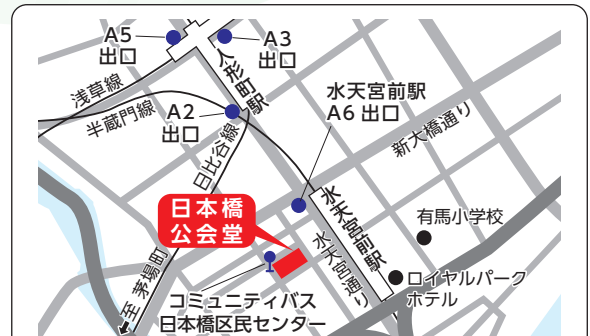 A5
出口
A3
出口
人形町駅
浅草線
半蔵門線
A2
出口
日比谷線
水天宮前駅
A6 出口
新大橋通り
日本橋
公会堂
水天宮前駅
水天宮通り
有馬小学校
ロイヤルパーク
ホテル
至 茅場町
コミュニティバス
日本橋区民センター